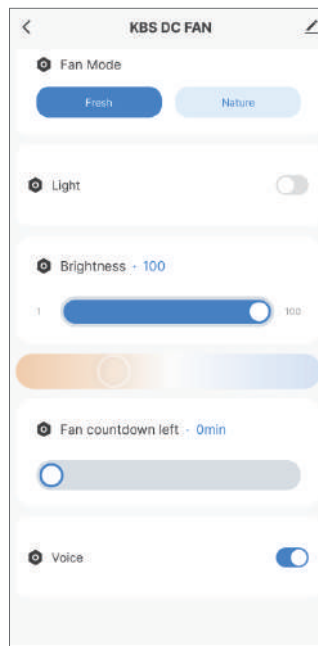 KBS DC FAN
Fan Mode
Fresh Nature
Light
Brightness · 100
1 100
Fan countdown left · 0min
Voice